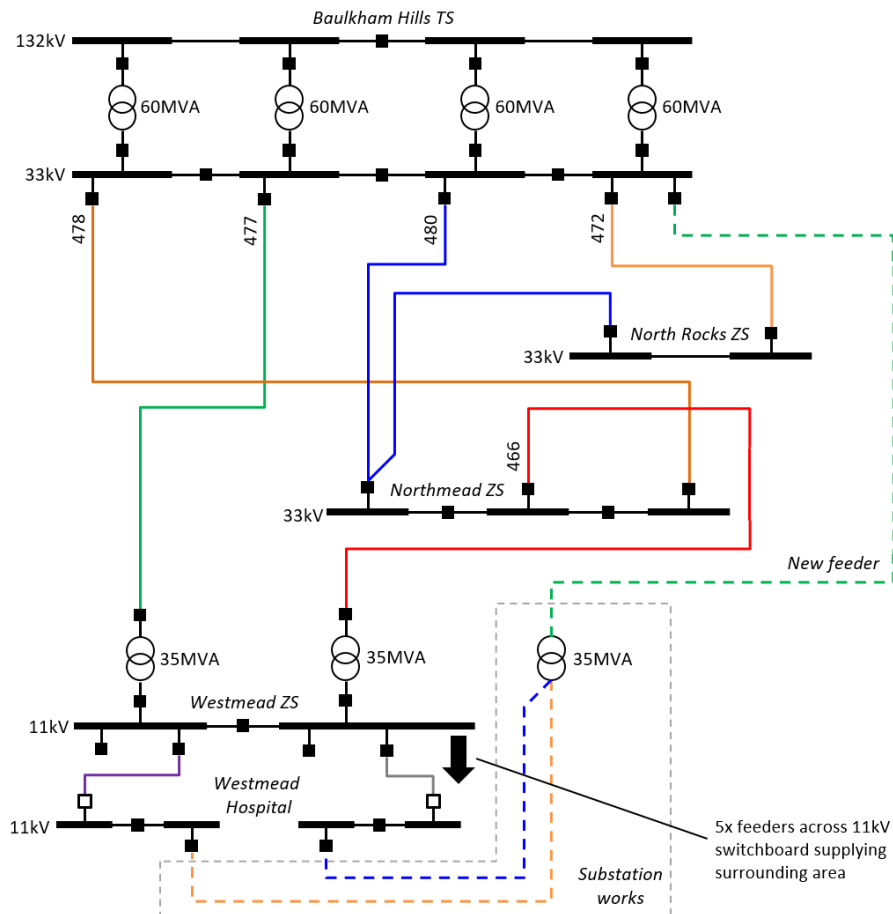 Baulkham Hills TS
132kV
60MVA
60MVA
60MVA
60MVA
33kV
478
477
480
472
North Rocks ZS
33kV
466
Northmead ZS
33kV
New feeder
35MVA
35MVA
35MVA
Westmead ZS
11kV
Westmead
Hospital
11kV
5x feeders across 11kV
switchboard supplying
surrounding area
Substation
works